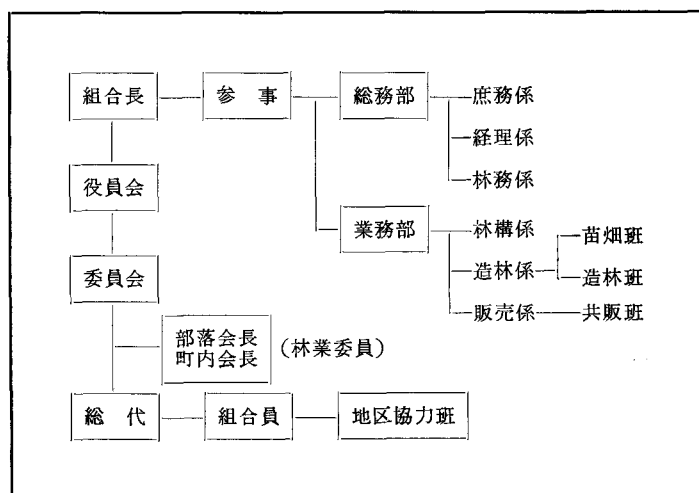 組合長 参事 総務部 庶務係
経理係
役員会 林務係
業務部 林構係 苗畑班
委員会 造林係 造林班
販売係 共販班
部落会長
町内会長 (林業委員)
総代 組合員 地区協力班